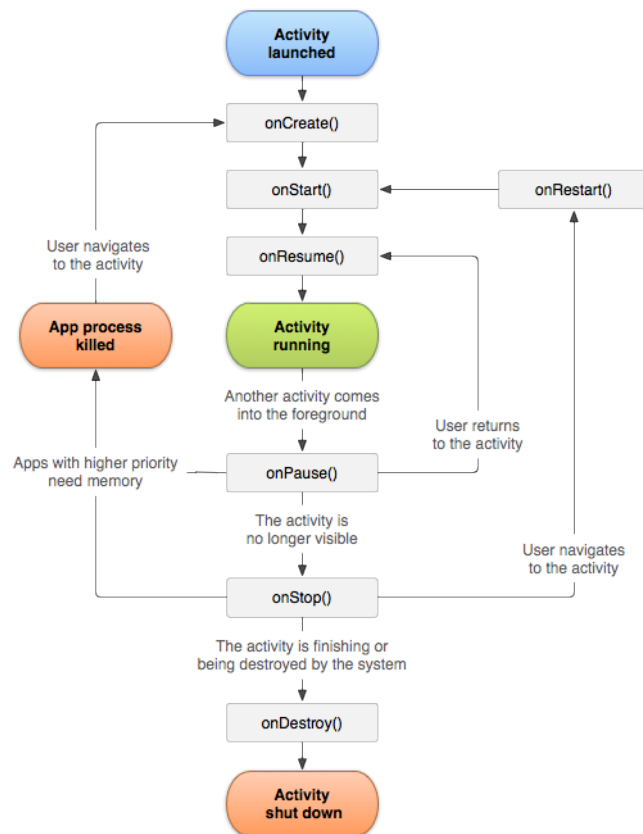 Activity
launched
onCreate()
onStart()
onRestart()
User navigates
to the activity
onResume()
App process
killed
Activity
running
Another activity comes
into the foreground
User returns
to the activity
Apps with higher priority
need memory
onPause()
The activity is
no longer visible
User navigates
to the activity
onStop()
The activity is finishing or
being destroyed by the system
onDestroy()
Activity
shut down